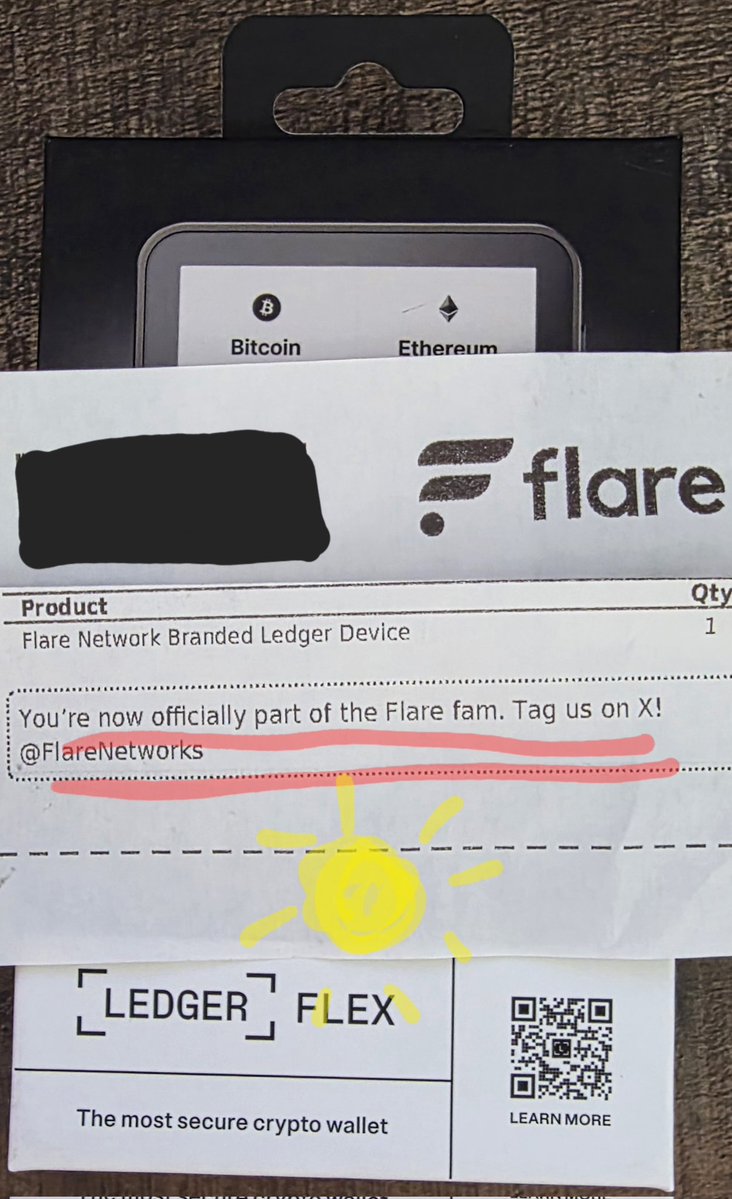 Bitcoin
Ethereum
flare
Product Qty
Flare Network Branded Ledger Device 1
You're now officially part of the Flare fam. Tag us on X!
@FlareNetworks
LEDGER FLEX
The most secure crypto wallet
LEARN MORE